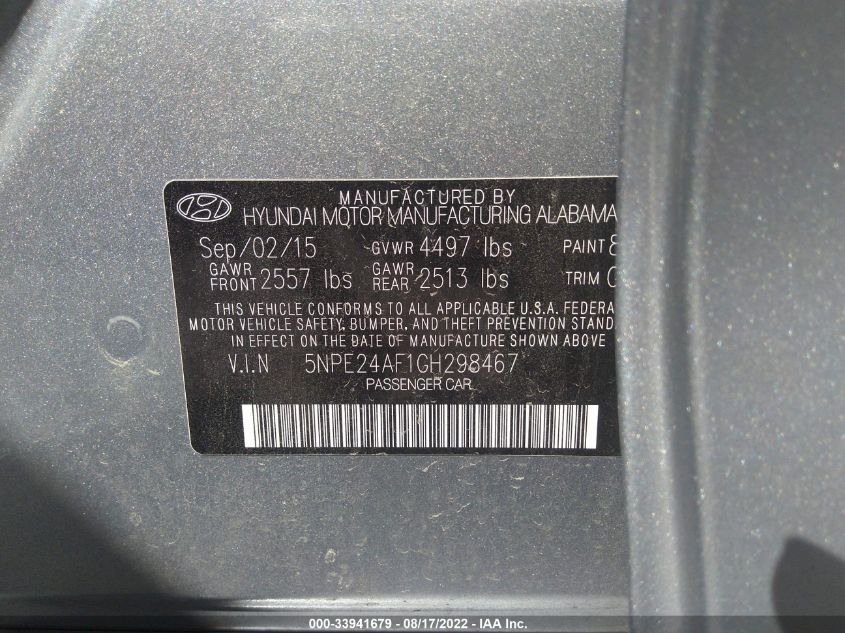 MANUFACTURED BY
HYUNDAI MOTOR MANUFACTURING ALABAMA
Sep/02/15 GVWR 4497 lbs PAINT
GAWR FRONT 2557 lbs GAWR REAR 2513 lbs TRIM
THIS VEHICLE CONFORMS TO ALL APPLICABLE U.S.A. FEDERA
MOTOR VEHICLE SAFETY, BUMPER, AND THEFT PREVENTION STAND
IN EFFECT ON THE DATE OF MANUFACTURE SHOWN ABOVE
V.I.N 5NPE24AF1GH298467
PASSENGER CAR
000-33941679 - 08/17/2022 - IAA Inc.